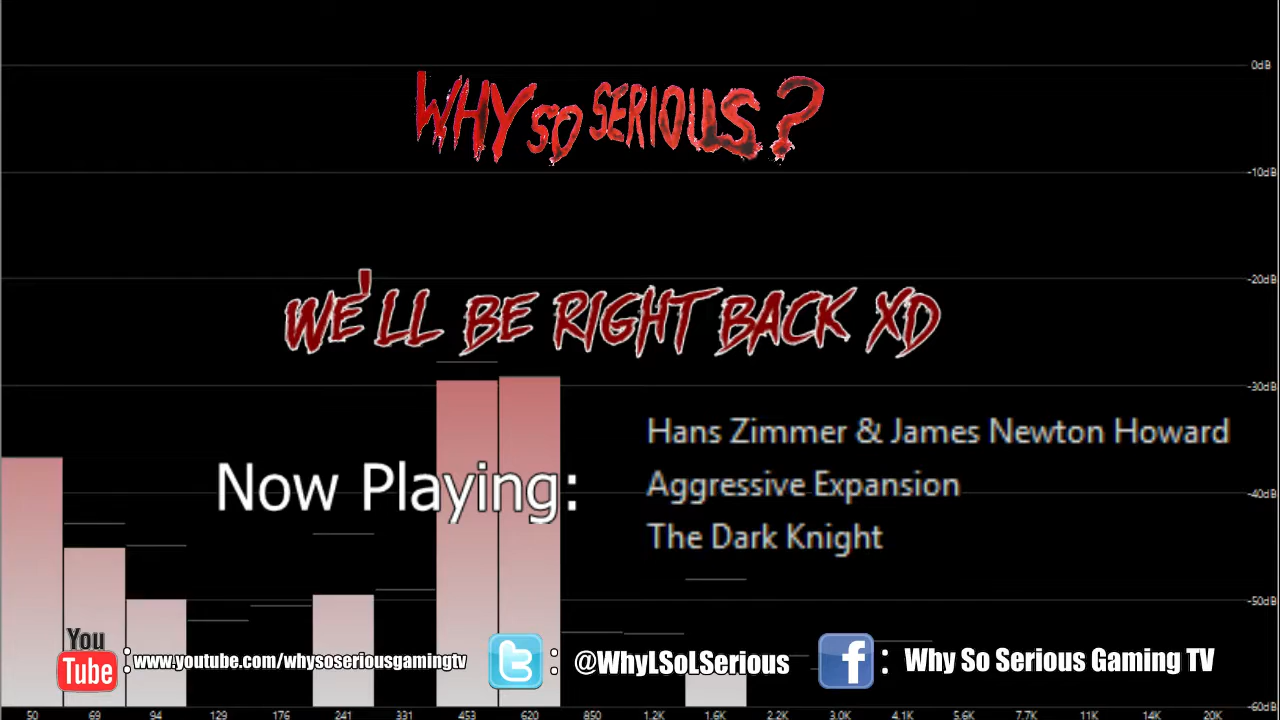 0dB
WHY SO SERIOUS?
-10dB
-20dB
WE'LL BE RIGHT BACK XD
-30dB
Hans Zimmer & James Newton Howard
Now Playing:
Aggressive Expansion
-40dB
The Dark Knight
-50dB
You Tube : www.youtube.com/whysoseriousgamingtv
t : @WhyLSoLSerious
f : Why So Serious Gaming TV
-60dB
50 69 94 129 176 241 331 453 620 850 1.2K 1.6K 2.2K 3.0K 4.1K 5.6K 7.7K 11K 14K 20K